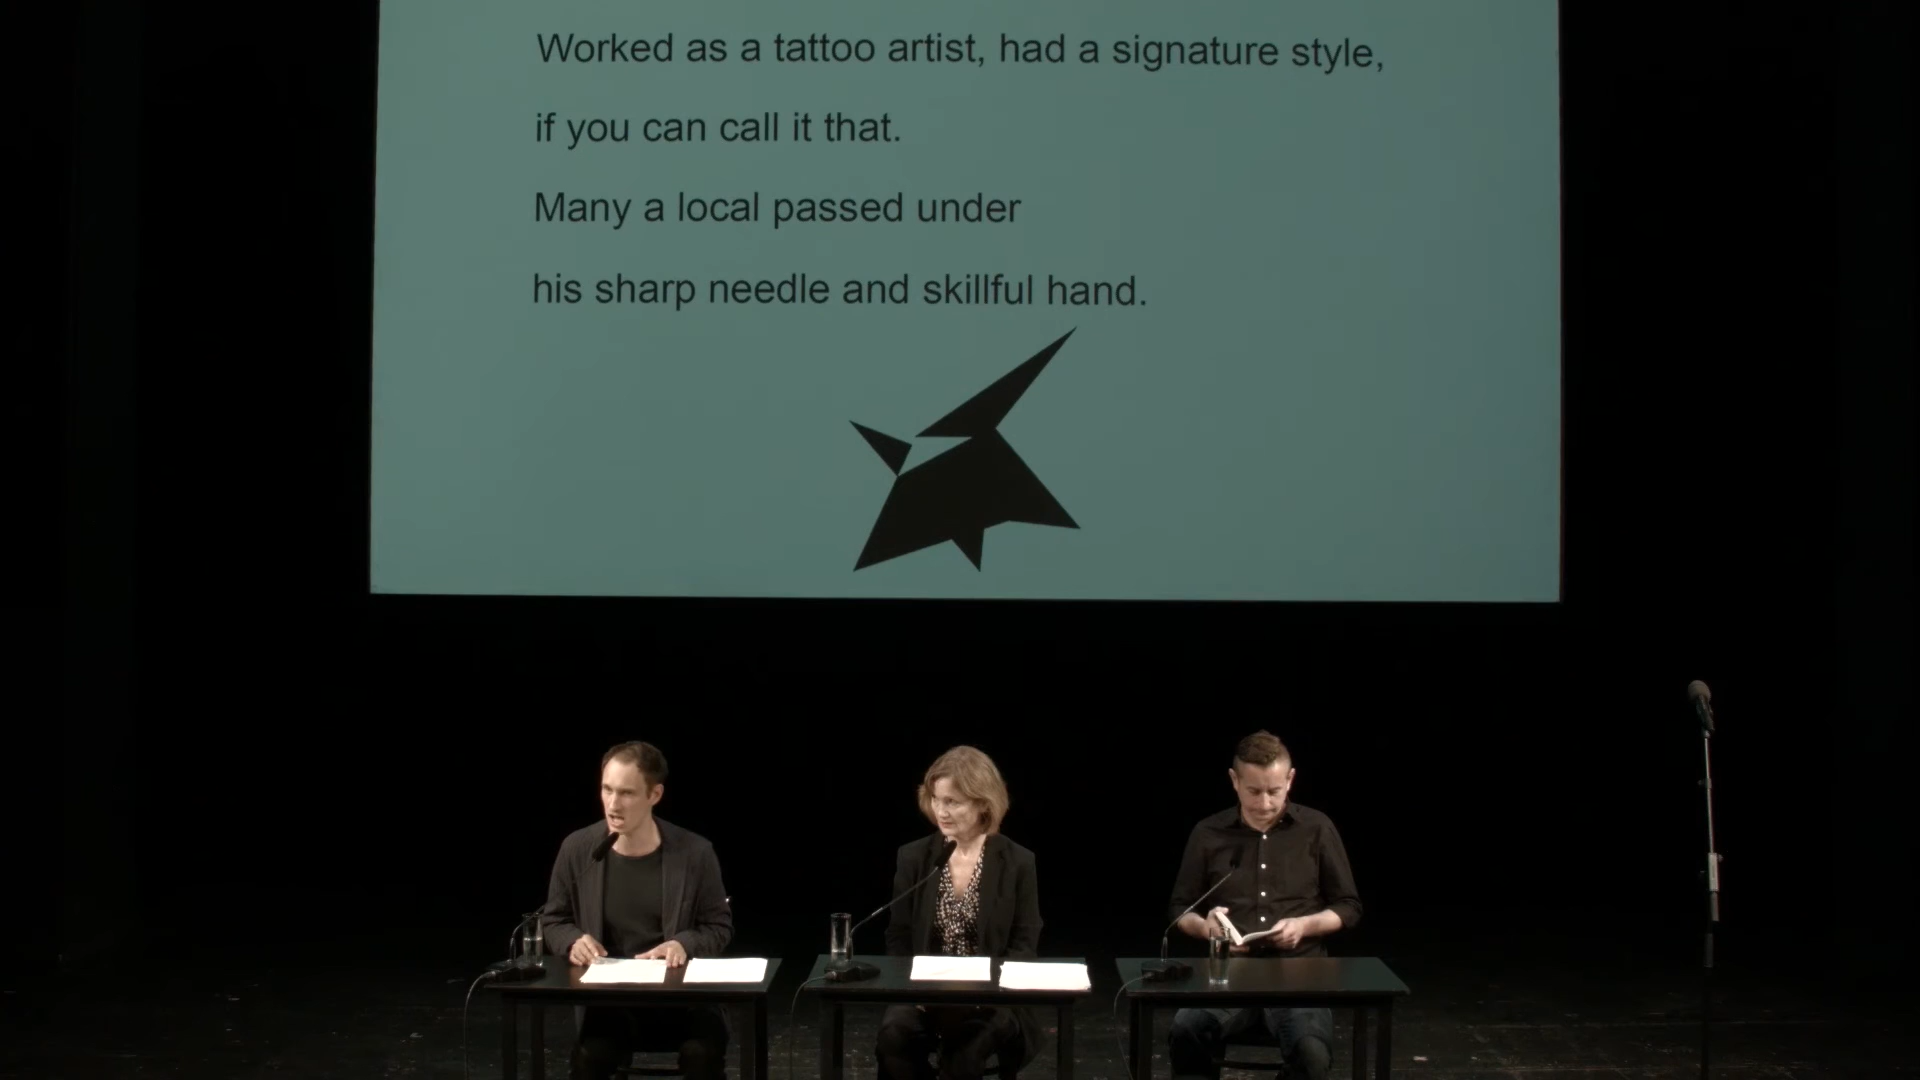 Worked as a tattoo artist, had a signature style,
if you can call it that.
Many a local passed under
his sharp needle and skillful hand.